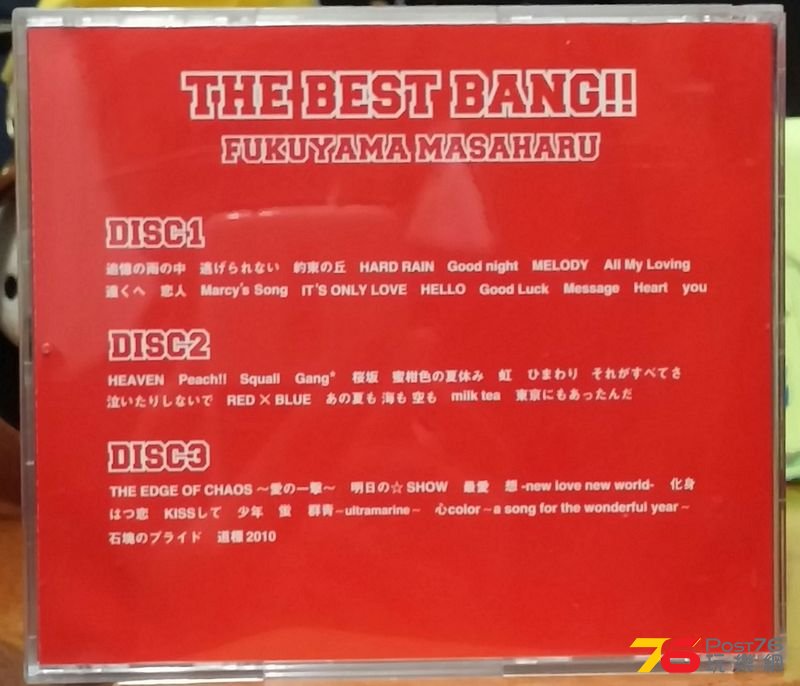 THE BEST BANG!!
FUKUYAMA MASAHARU
DISC1
追憶の雨の中 逃げられない 約束の丘 HARD RAIN Good night MELODY All My Loving
遠くへ 恋人 Marcy's Song IT'S ONLY LOVE HELLO Good Luck Message Heart you
DISC2
HEAVEN Peach!! Squall Gang* 桜坂 蜜柑色の夏休み 虹 ひまわり それがすべてさ
泣いたりしないで RED×BLUE あの夏も 海も 空も milk tea 東京にもあったんだ
DISC3
THE EDGE OF CHAOS ～愛の一撃～ 明日の☆SHOW 最愛 想 -new love new world- 化身
はつ恋 KISSして 少年 蛍 群青 ~ultramarine~ 心color ~a song for the wonderful year~
石塊のプライド 道標2010
76 POST76
玩樂網